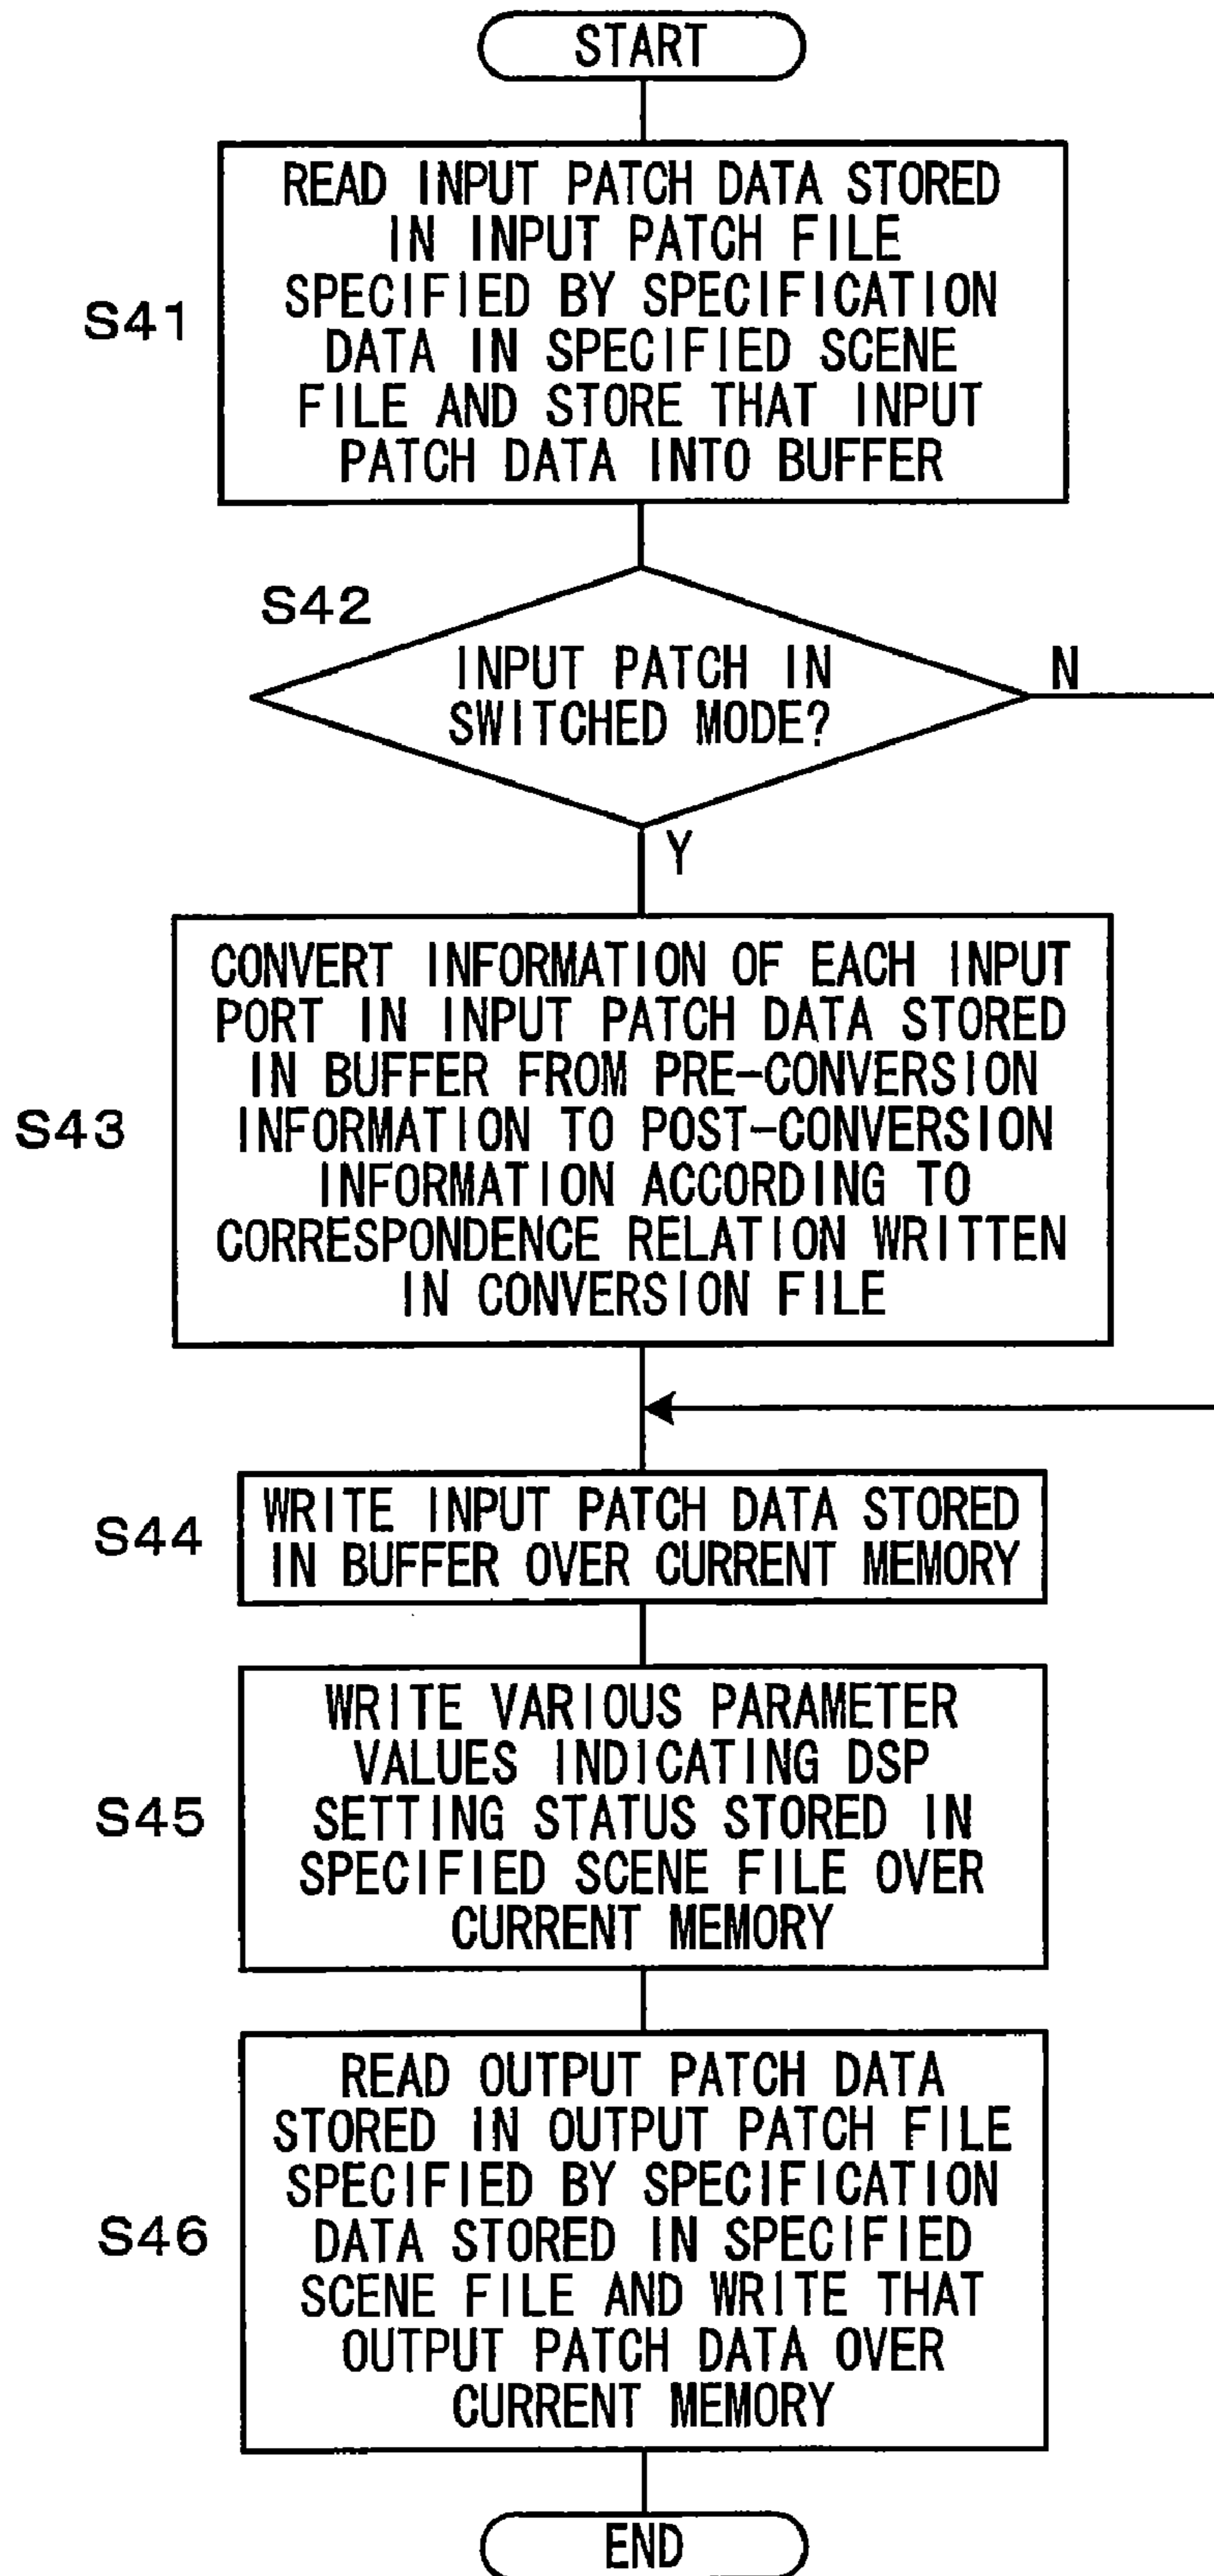 START
READ INPUT PATCH DATA STORED
IN INPUT PATCH FILE
SPECIFIED BY SPECIFICATION
DATA IN SPECIFIED SCENE
FILE AND STORE THAT INPUT
PATCH DATA INTO BUFFER
S41
S42
INPUT PATCH IN
SWITCHED MODE?
N
Y
CONVERT INFORMATION OF EACH INPUT
PORT IN INPUT PATCH DATA STORED
IN BUFFER FROM PRE-CONVERSION
INFORMATION TO POST-CONVERSION
INFORMATION ACCORDING TO
CORRESPONDENCE RELATION WRITTEN
IN CONVERSION FILE
S43
S44
WRITE INPUT PATCH DATA STORED
IN BUFFER OVER CURRENT MEMORY
S45
WRITE VARIOUS PARAMETER
VALUES INDICATING DSP
SETTING STATUS STORED IN
SPECIFIED SCENE FILE OVER
CURRENT MEMORY
S46
READ OUTPUT PATCH DATA
STORED IN OUTPUT PATCH FILE
SPECIFIED BY SPECIFICATION
DATA STORED IN SPECIFIED
SCENE FILE AND WRITE THAT
OUTPUT PATCH DATA OVER
CURRENT MEMORY
END